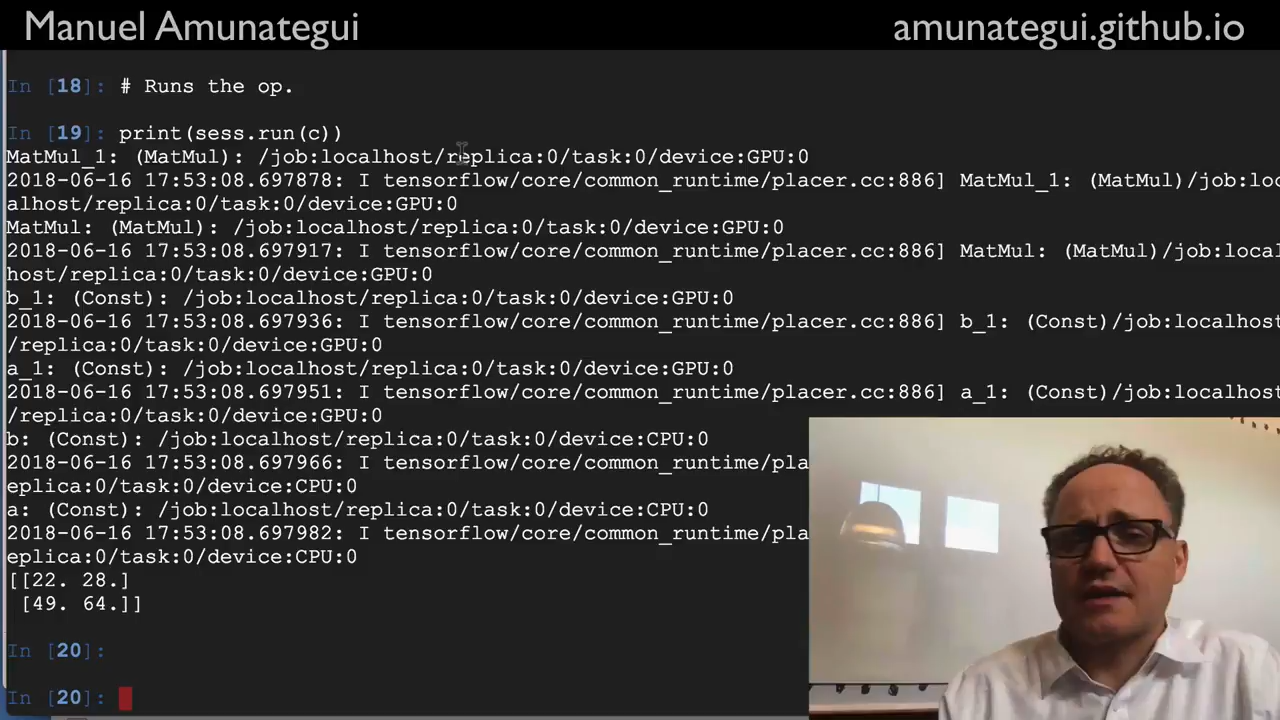 Manuel Amunategui
amunategui.github.io
In [18]: # Runs the op.
In [19]: print(sess.run(c))
MatMul_1: (MatMul): /job:localhost/replica:0/task:0/device:GPU:0
2018-06-16 17:53:08.697878: I tensorflow/core/common_runtime/placer.cc:886] MatMul_1: (MatMul)/job:loc
alhost/replica:0/task:0/device:GPU:0
MatMul: (MatMul): /job:localhost/replica:0/task:0/device:GPU:0
2018-06-16 17:53:08.697917: I tensorflow/core/common_runtime/placer.cc:886] MatMul: (MatMul)/job:local
host/replica:0/task:0/device:GPU:0
b_1: (Const): /job:localhost/replica:0/task:0/device:GPU:0
2018-06-16 17:53:08.697936: I tensorflow/core/common_runtime/placer.cc:886] b_1: (Const)/job:localhost
/replica:0/task:0/device:GPU:0
a_1: (Const): /job:localhost/replica:0/task:0/device:GPU:0
2018-06-16 17:53:08.697951: I tensorflow/core/common_runtime/placer.cc:886] a_1: (Const)/job:localhost
/replica:0/task:0/device:GPU:0
b: (Const): /job:localhost/replica:0/task:0/device:CPU:0
2018-06-16 17:53:08.697966: I tensorflow/core/common_runtime/pla
eplica:0/task:0/device:CPU:0
a: (Const): /job:localhost/replica:0/task:0/device:CPU:0
2018-06-16 17:53:08.697982: I tensorflow/core/common_runtime/pla
eplica:0/task:0/device:CPU:0
[[22. 28.]
[49. 64.]]
In [20]:
In [20]: